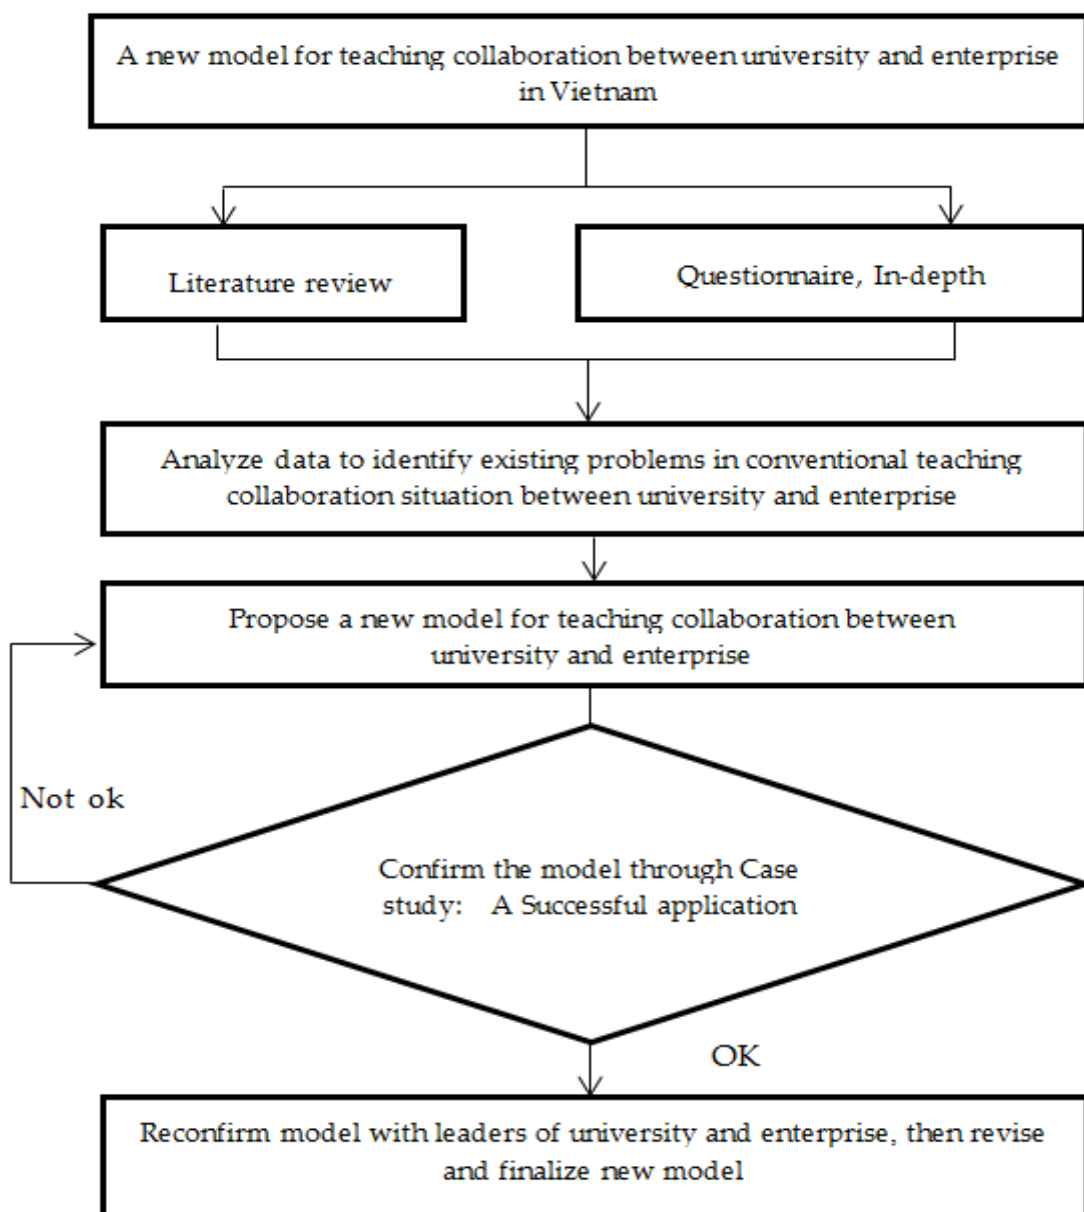 A new model for teaching collaboration between university and enterprise
in Vietnam
Literature review
Questionnaire, In-depth
Analyze data to identify existing problems in conventional teaching
collaboration situation between university and enterprise
Propose a new model for teaching collaboration between
university and enterprise
Not ok
Confirm the model through Case
study: A Successful application
OK
Reconfirm model with leaders of university and enterprise, then revise
and finalize new model